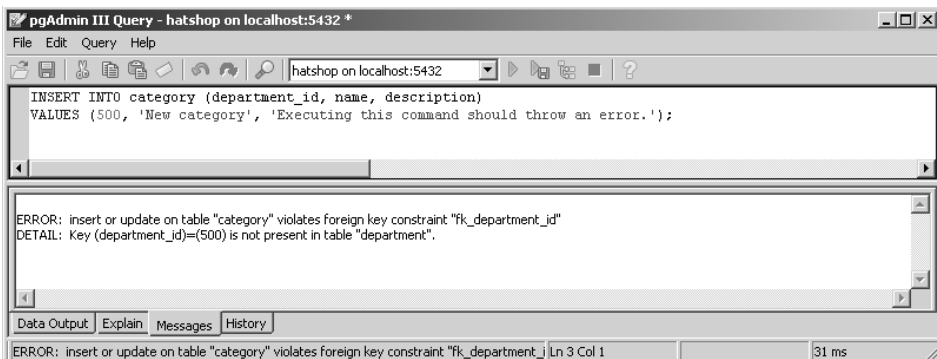 pgAdmin III Query - hatshop on localhost:5432 *
File Edit Query Help
hatshop on localhost:5432
INSERT INTO category (department_id, name, description)
VALUES (500, 'New category', 'Executing this command should throw an error.');
ERROR: insert or update on table "category" violates foreign key constraint "fk_department_id"
DETAIL: Key (department_id)=(500) is not present in table "department".
Data Output Explain Messages History
ERROR: insert or update on table "category" violates foreign key constraint "fk_department_i Ln 3 Col 1 31 ms